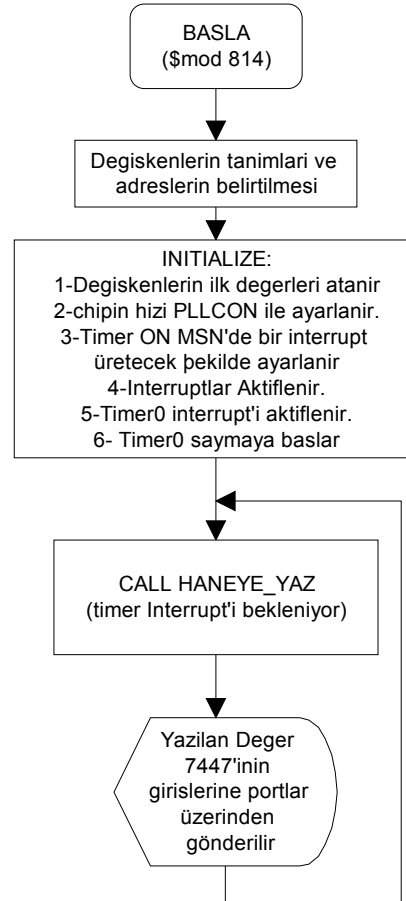 BASLA
($mod 814)
Degiskenlerin tanimlari ve
adreslerin belirtilmesi
INITIALIZE:
1-Degiskenlerin ilk degerleri atanir
2-chipin hizi PLLCON ile ayarlanir.
3-Timer ON MSN'de bir interrupt
üretecek þekilde ayarlanir
4-Interruptlar Aktiflenir.
5-Timer0 interrupt'i aktiflenir.
6- Timer0 saymaya baslar
CALL HANEYE_YAZ
(timer Interrupt'i bekleniyor)
Yazilan Deger
7447'inin
girislerine portlar
üzerinden
gönderilir